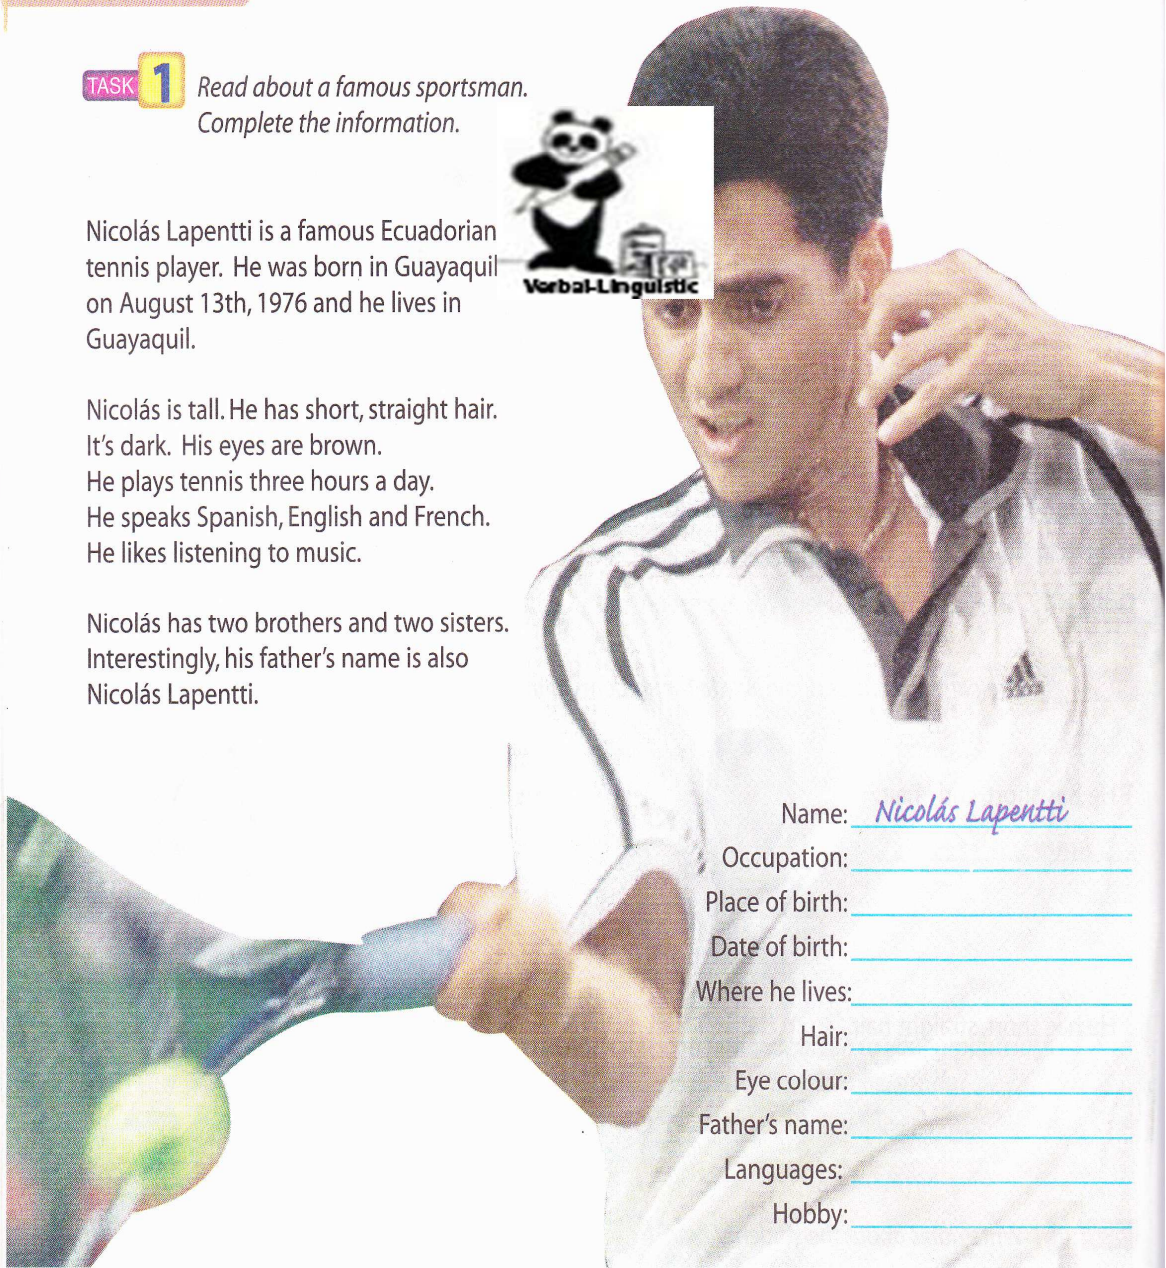 TASK 1
Read about a famous sportsman.
Complete the information.
Verbal-Linguistic
Nicolás Lapentti is a famous Ecuadorian
tennis player. He was born in Guayaquil
on August 13th, 1976 and he lives in
Guayaquil.
Nicolás is tall. He has short, straight hair.
It's dark. His eyes are brown.
He plays tennis three hours a day.
He speaks Spanish, English and French.
He likes listening to music.
Nicolás has two brothers and two sisters.
Interestingly, his father's name is also
Nicolás Lapentti.
Name: Nicolás Lapentti
Occupation:
Place of birth:
Date of birth:
Where he lives:
Hair:
Eye colour:
Father's name:
Languages:
Hobby: